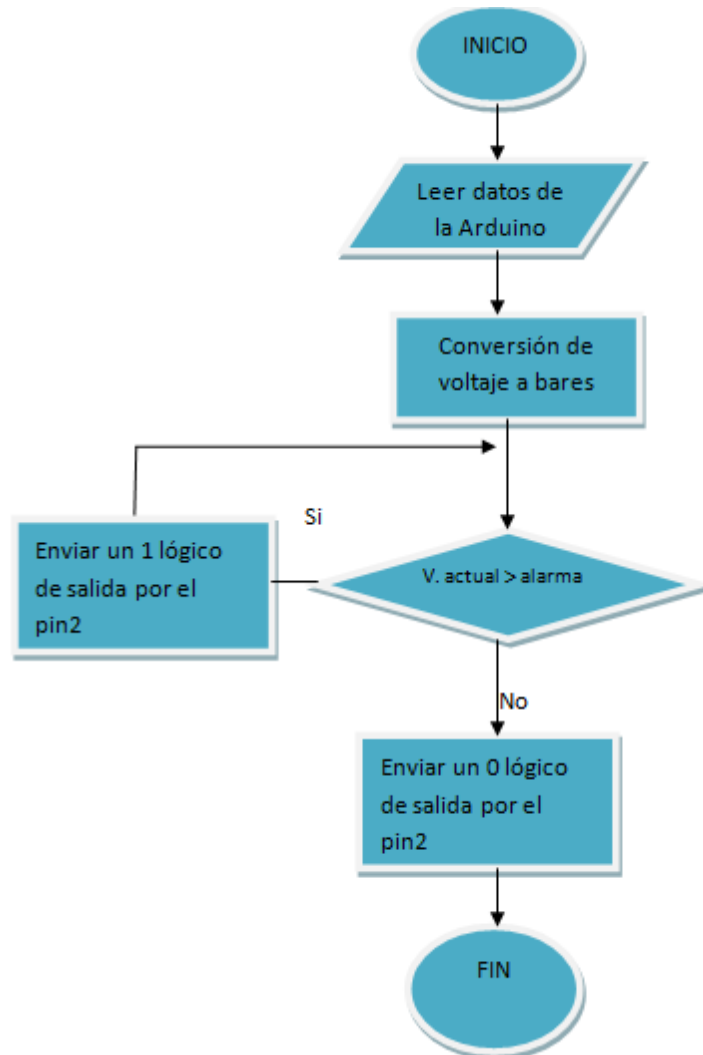 INICIO
Leer datos de
la Arduino
Conversión de
voltaje a bares
Si
Enviar un 1 lógico
de salida por el
pin2
V. actual > alarma
No
Enviar un 0 lógico
de salida por el
pin2
FIN